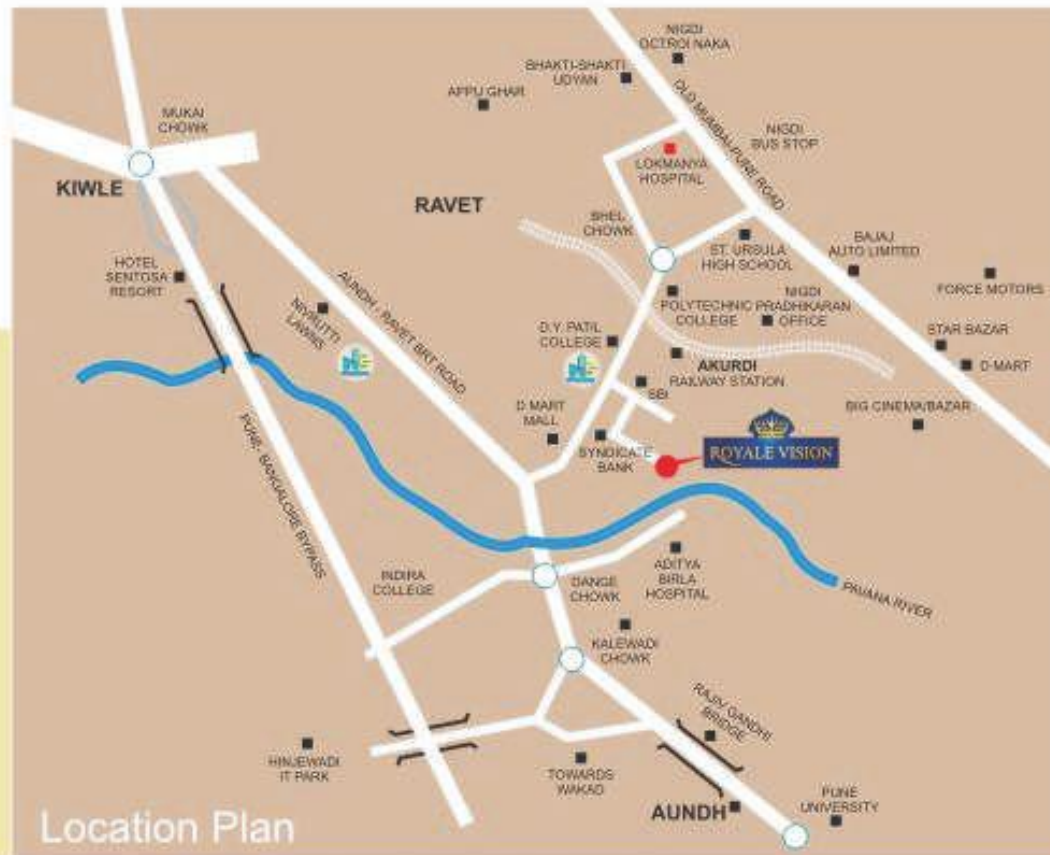 NIGDI
OCTROI NAKA
BHAKTI-SHAKTI
UDYAN
APPU GHAR
OLD MUMBAI-PUNE ROAD
MUKAI
CHOWK
NIGDI
BUS STOP
LOKMANYA
HOSPITAL
KIWLE
RAVET
SHEL
CHOWK
ST. URSULA
HIGH SCHOOL
BAJAJ
AUTO LIMITED
HOTEL
SENTOSA
RESORT
FORCE MOTORS
AUNDH - RAVET BRT ROAD
NIVRUTTI
LAWNS
POLYTECHNIC
COLLEGE
NIGDI
PRADHIKARAN
OFFICE
D.Y. PATIL
COLLEGE
STAR BAZAR
AKURDI
RAILWAY STATION
D-MART
SBI
D MART
MALL
BIG CINEMA/BAZAR
SYNDICATE
BANK
ROYALE VISION
PUNE- BANGALORE BYPASS
INDIRA
COLLEGE
DANGE
CHOWK
ADITYA
BIRLA
HOSPITAL
PAVANA RIVER
KALEWADI
CHOWK
RAJIV GANDHI
BRIDGE
HINJEWADI
IT PARK
TOWARDS
WAKAD
AUNDH
PUNE
UNIVERSITY
Location Plan